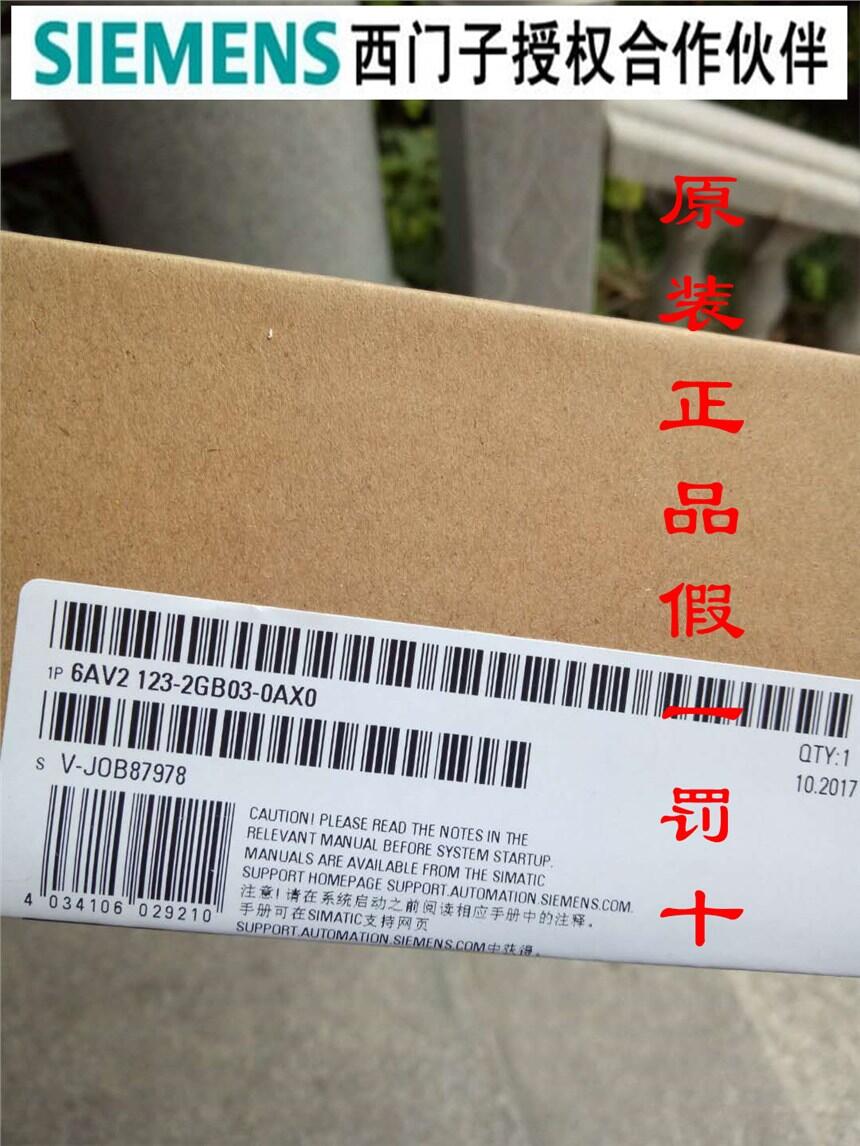 SIEMENS 西门子授权合作伙伴
原装正品假一罚十
1P 6AV2 123-2GB03-0AX0
QTY:1
S V-JOB87978
10.2017
CAUTION! PLEASE READ THE NOTES IN THE
RELEVANT MANUAL BEFORE SYSTEM STARTUP.
MANUALS ARE AVAILABLE FROM THE SIMATIC
SUPPORT HOMEPAGE SUPPORT.AUTOMATION.SIEMENS.COM.
注意!请在系统启动之前阅读相应手册中的注释。
手册可在SIMATIC支持网页
SUPPORT.AUTOMATION.SIEMENS.COM中获得。
4 034106 029210